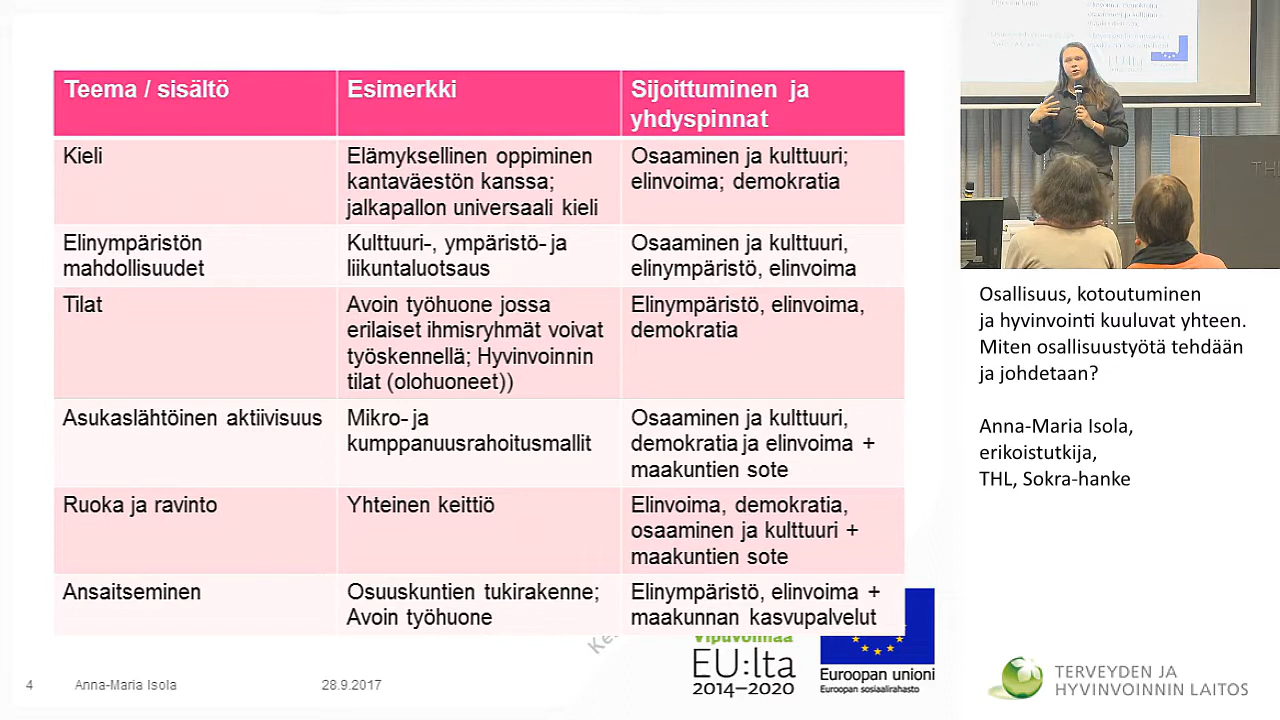 Teema / sisältö
Esimerkki
Sijoittuminen ja
yhdyspinnat
Kieli
Elämyksellinen oppiminen
kantaväestön kanssa;
jalkapallon universaali kieli
Osaaminen ja kulttuuri;
elinvoima; demokratia
Elinympäristön
mahdollisuudet
Kulttuuri-, ympäristö- ja
liikuntaluotsaus
Osaaminen ja kulttuuri,
elinympäristö, elinvoima
Tilat
Avoin työhuone jossa
erilaiset ihmisryhmät voivat
työskennellä; Hyvinvoinnin
tilat (olohuoneet))
Elinympäristö, elinvoima,
demokratia
Asukaslähtöinen aktiivisuus
Mikro- ja
kumppanuusrahoitusmallit
Osaaminen ja kulttuuri,
demokratia ja elinvoima +
maakuntien sote
Ruoka ja ravinto
Yhteinen keittiö
Elinvoima, demokratia,
osaaminen ja kulttuuri +
maakuntien sote
Ansaitseminen
Osuuskuntien tukirakenne;
Avoin työhuone
Elinympäristö, elinvoima +
maakunnan kasvupalvelut
Vipuvoimaa
EU:lta
2014–2020
Euroopan unioni
Euroopan sosiaalirahasto
4
Anna-Maria Isola
28.9.2017
THL
Osallisuus, kotoutuminen
ja hyvinvointi kuuluvat yhteen.
Miten osallisuustyötä tehdään
ja johdetaan?
Anna-Maria Isola,
erikoistutkija,
THL, Sokra-hanke
TERVEYDEN JA
HYVINVOINNIN LAITOS